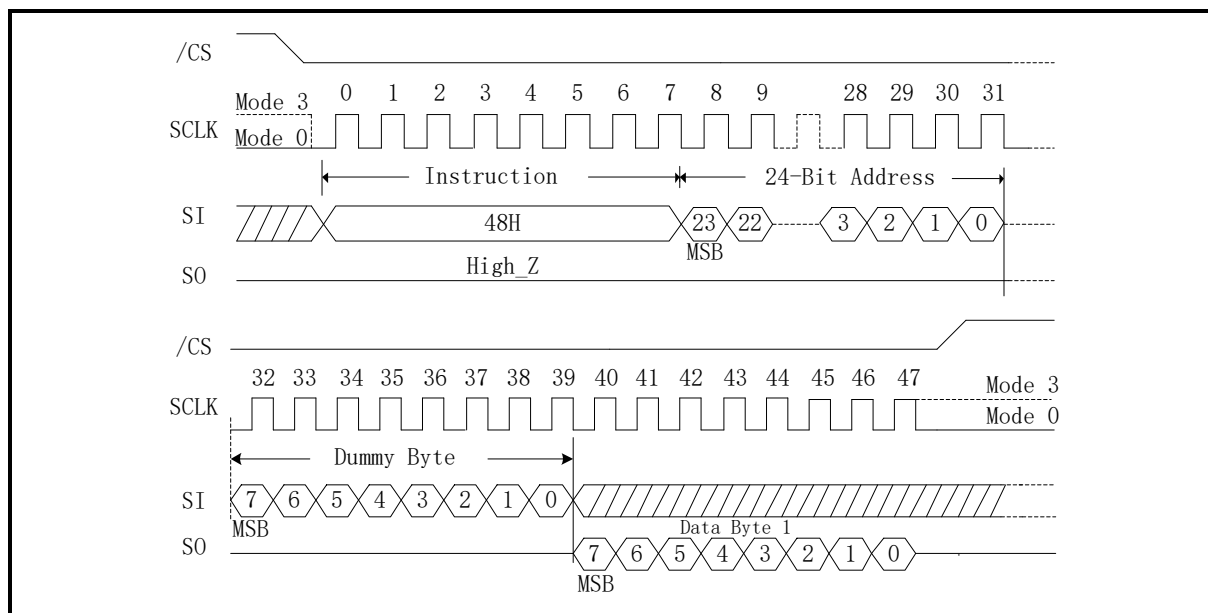 /CS
0 1 2 3 4 5 6 7 8 9 28 29 30 31
Mode 3
SCLK
Mode 0
Instruction 24-Bit Address
SI 48H 23 22 3 2 1 0
MSB
High_Z
SO
/CS
32 33 34 35 36 37 38 39 40 41 42 43 44 45 46 47
Mode 3
SCLK
Mode 0
Dummy Byte
SI 7 6 5 4 3 2 1 0
MSB
Data Byte 1
SO 7 6 5 4 3 2 1 0
MSB